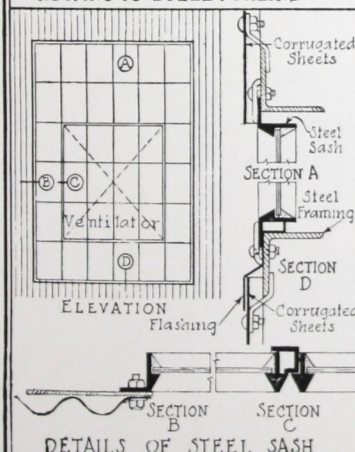 Corrugated
Sheets
A
Steel
Sash
SECTION A
B
C
Steel
Framing
Ventilator
D
SECTION
D
ELEVATION
Flashing
Corrugated
Sheets
SECTION
B
SECTION
C
DETAILS OF STEEL SASH